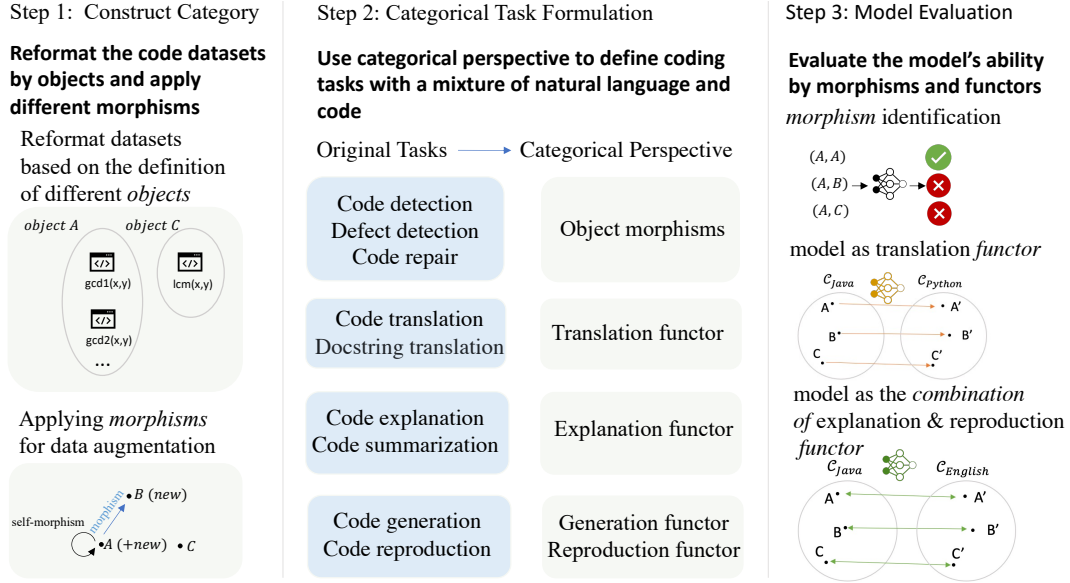 Step 1: Construct Category
Reformat the code datasets
by objects and apply
different morphisms
Reformat datasets
based on the definition
of different objects
object A
object C
gcd1(x,y)
lcm(x,y)
gcd2(x,y)
...
Applying morphisms
for data augmentation
B (new)
morphism
self-morphism
A (+new)
C
Step 2: Categorical Task Formulation
Use categorical perspective to define coding
tasks with a mixture of natural language and
code
Original Tasks
Categorical Perspective
Code detection
Defect detection
Code repair
Object morphisms
Code translation
Docstring translation
Translation functor
Code explanation
Code summarization
Explanation functor
Code generation
Code reproduction
Generation functor
Reproduction functor
Step 3: Model Evaluation
Evaluate the model's ability
by morphisms and functors
morphism identification
(A, A)
(A, B)
(A, C)
model as translation functor
C_Java
C_Python
A
A'
B
B'
C
C'
model as the combination
of explanation & reproduction
functor
C_Java
C_English
A
A'
B
B'
C
C'